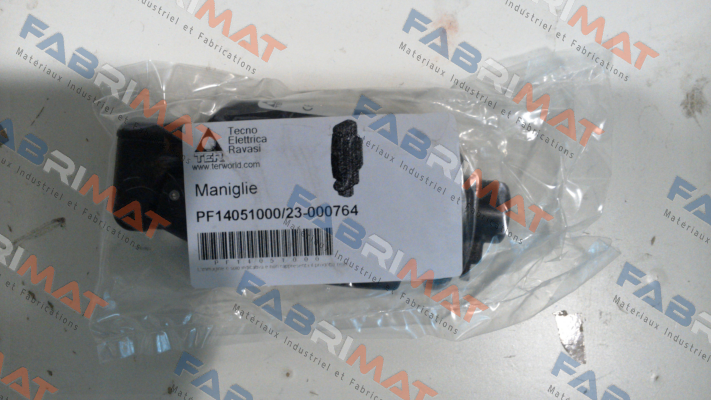 FABRIMAT
Matériaux Industriel et Fabrications
TER
Tecno
Elettrica
Ravasi
www.terworld.com
Maniglie
PF14051000/23-000764